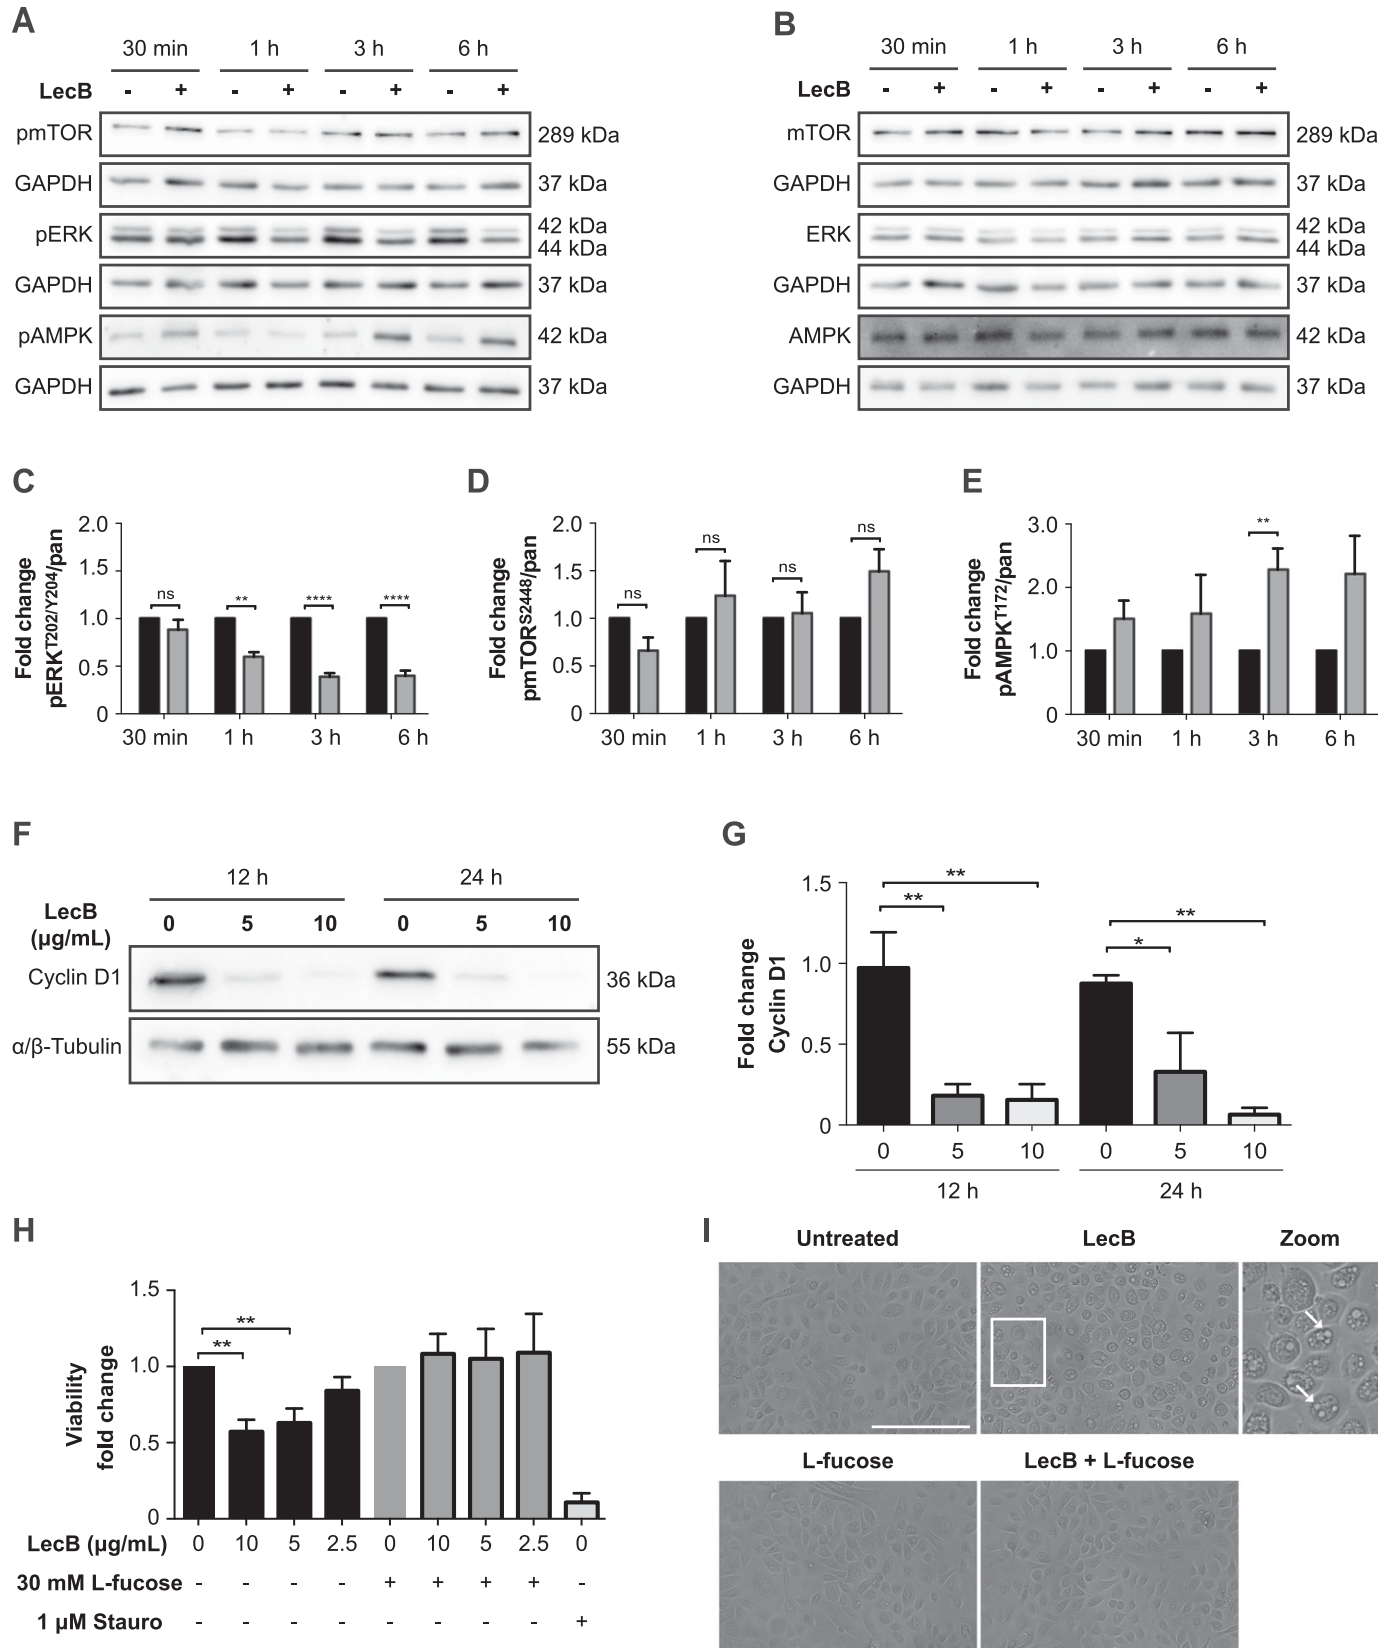 A
30 min 1 h 3 h 6 h
LecB - + - + - + - +
pmTOR 289 kDa
GAPDH 37 kDa
pERK 42 kDa
44 kDa
GAPDH 37 kDa
pAMPK 42 kDa
GAPDH 37 kDa
B
30 min 1 h 3 h 6 h
LecB - + - + - + - +
mTOR 289 kDa
GAPDH 37 kDa
ERK 42 kDa
44 kDa
GAPDH 37 kDa
AMPK 42 kDa
GAPDH 37 kDa
C
Fold change
pERKT202/Y204/pan
2.0
1.5
1.0
0.5
0
ns ** **** ****
30 min 1 h 3 h 6 h
D
Fold change
pmTORS2448/pan
2.0
1.5
1.0
0.5
0
ns ns ns ns
30 min 1 h 3 h 6 h
E
Fold change
pAMPKT172/pan
3.0
2.0
1.0
0
**
30 min 1 h 3 h 6 h
F
12 h 24 h
LecB
(µg/mL) 0 5 10 0 5 10
Cyclin D1 36 kDa
α/β-Tubulin 55 kDa
G
Fold change
Cyclin D1
1.5
1.0
0.5
0
**
**
**
*
0 5 10 0 5 10
12 h 24 h
H
Viability
fold change
1.5
1.0
0.5
0
**
**
LecB (µg/mL) 0 10 5 2.5 0 10 5 2.5 0
30 mM L-fucose - - - - + + + + -
1 µM Stauro - - - - - - - - +
I
Untreated LecB Zoom
L-fucose LecB + L-fucose